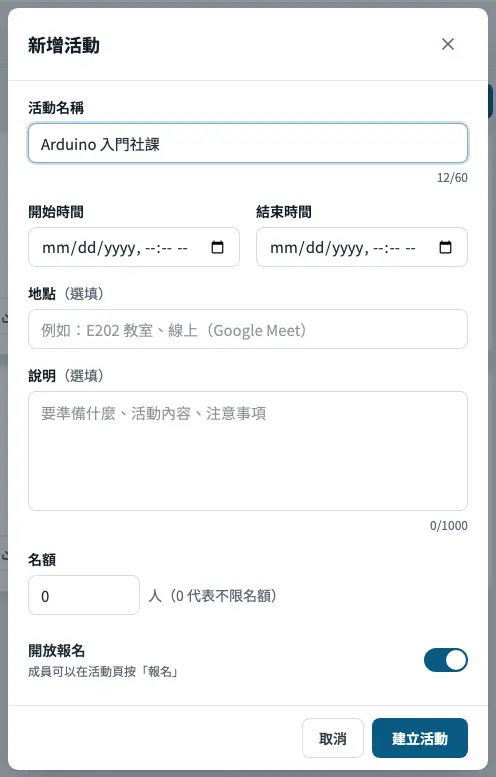 新增活動
活動名稱
Arduino 入門社課
12/60
開始時間 結束時間
mm/dd/yyyy, --:-- -- mm/dd/yyyy, --:-- --
地點（選填）
例如：E202 教室、線上（Google Meet）
說明（選填）
要準備什麼、活動內容、注意事項
0/1000
名額
0 人（0 代表不限名額）
開放報名
成員可以在活動頁按「報名」
取消 建立活動